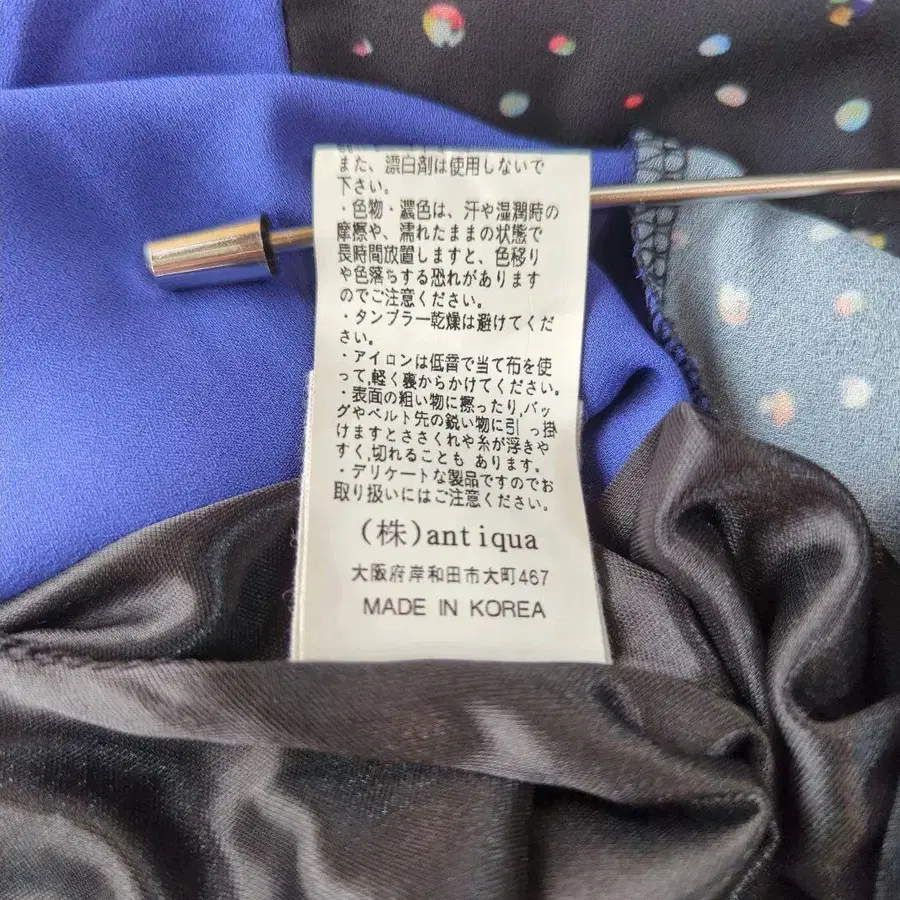 また、漂白剤は使用しないで
下さい。
・色物・濃色は、汗や湿潤時の
摩擦や、濡れたままの状態で
長時間放置しますと、色移り
や色落ちする恐れがあります
のでご注意ください。
・タンブラー乾燥は避けてくだ
さい。
・アイロンは低音で当て布を使
って,軽く裏からかけてください。
・表面の粗い物に擦ったり,バッ
グやベルト先の鋭い物に引っ掛
けますとささくれや糸が浮きや
すく,切れることも あります。
・デリケートな製品ですのでお
取り扱いにはご注意ください。
(株)antiqua
大阪府岸和田市大町467
MADE IN KOREA